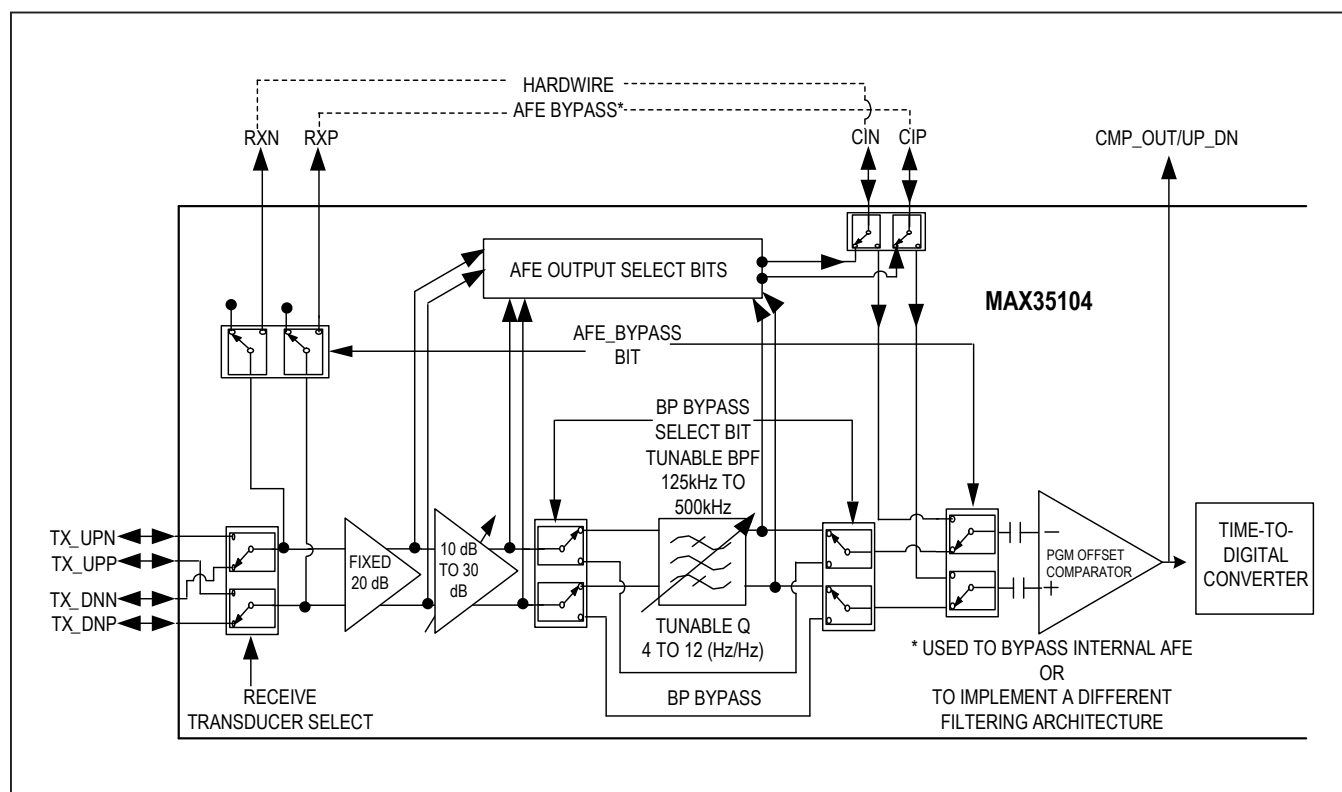 HARDWIRE
AFE BYPASS*
RXN
RXP
CIN
CIP
CMP_OUT/UP_DN
AFE OUTPUT SELECT BITS
MAX35104
AFE_BYPASS
BIT
BP BYPASS
SELECT BIT
TUNABLE BPF
125kHz TO
500kHz
TX_UPN
TX_UPP
TX_DNN
TX_DNP
FIXED
20 dB
10 dB
TO 30
dB
TUNABLE Q
4 TO 12 (Hz/Hz)
BP BYPASS
RECEIVE
TRANSDUCER SELECT
−
PGM OFFSET
COMPARATOR
+
TIME-TO-
DIGITAL
CONVERTER
* USED TO BYPASS INTERNAL AFE
OR
TO IMPLEMENT A DIFFERENT
FILTERING ARCHITECTURE